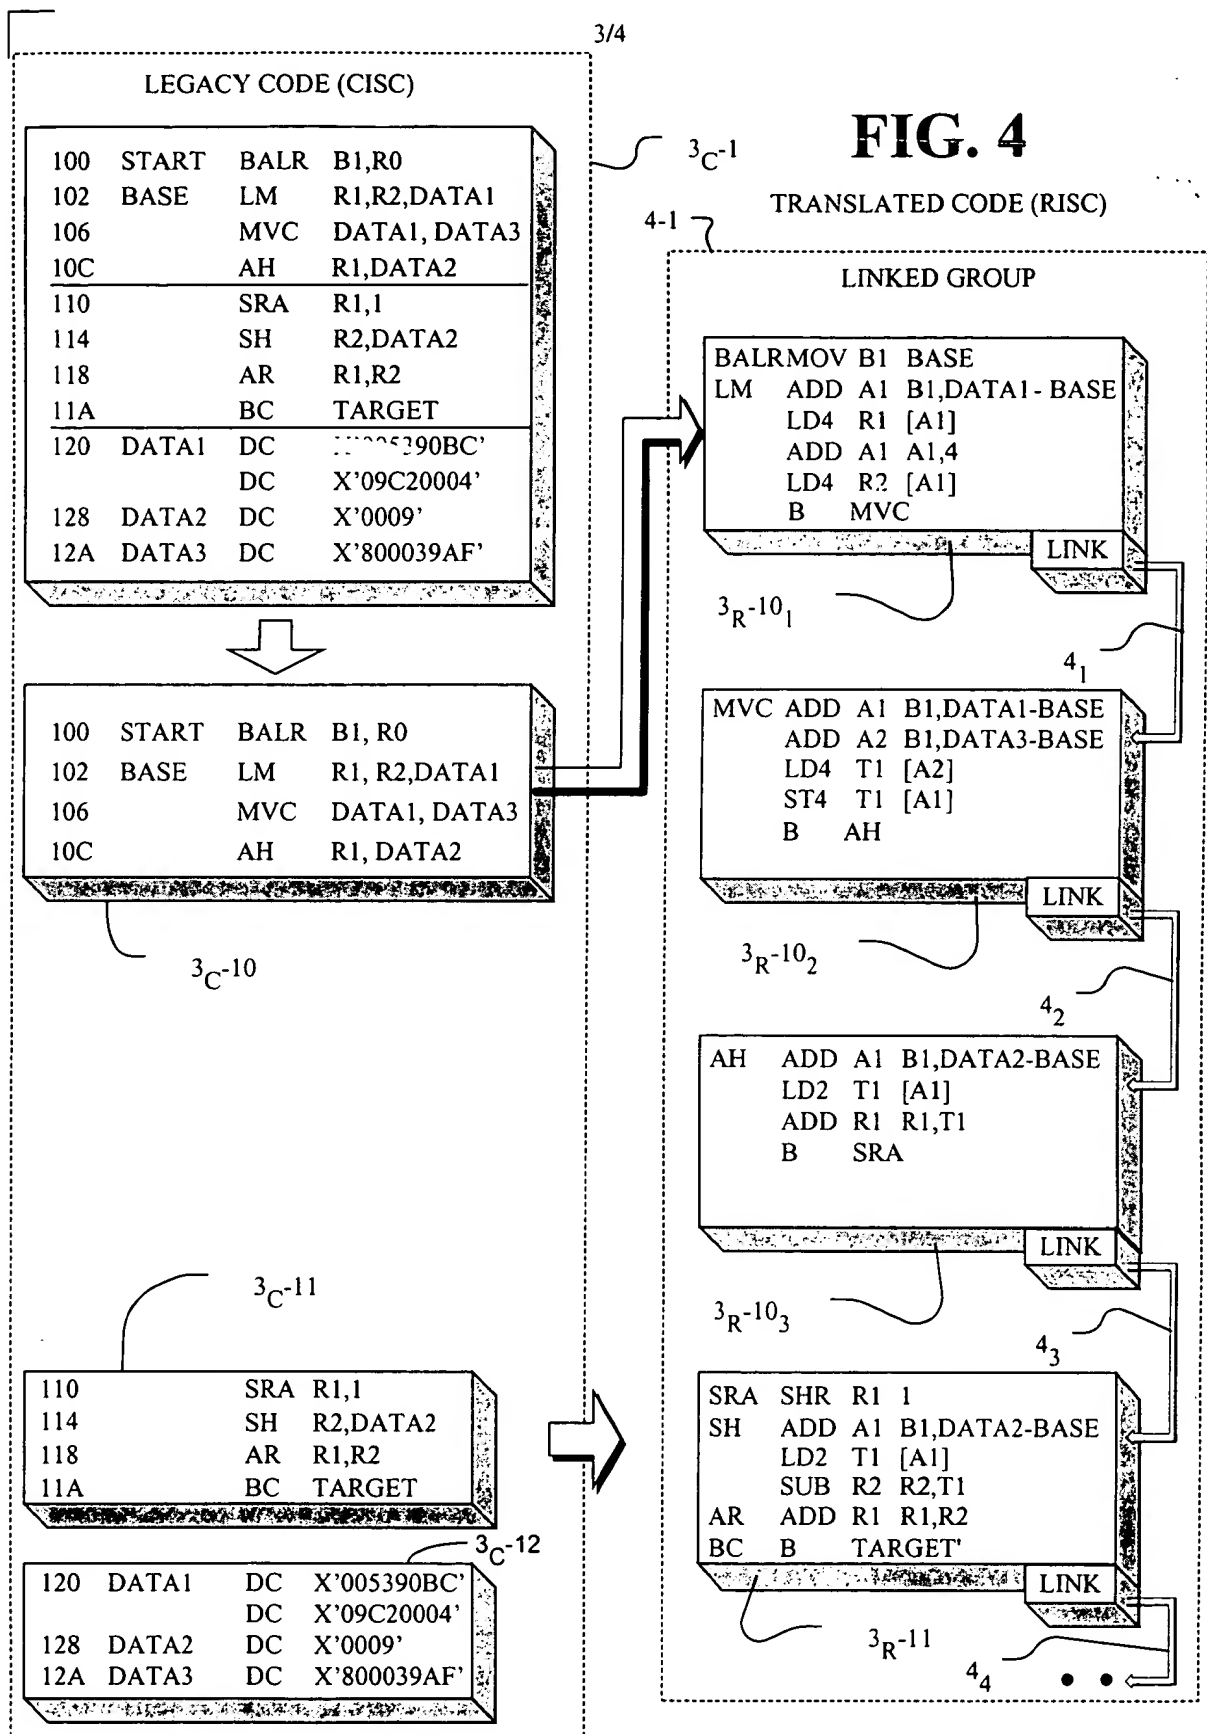 3/4
LEGACY CODE (CISC)
100 START BALR B1,R0
102 BASE LM R1,R2,DATA1
106 MVC DATA1, DATA3
10C AH R1,DATA2
110 SRA R1,1
114 SH R2,DATA2
118 AR R1,R2
11A BC TARGET
120 DATA1 DC 390BC'
DC X'09C20004'
128 DATA2 DC X'0009'
12A DATA3 DC X'800039AF'
3C-1
100 START BALR B1, R0
102 BASE LM R1, R2,DATA1
106 MVC DATA1, DATA3
10C AH R1, DATA2
3C-10
3C-11
110 SRA R1,1
114 SH R2,DATA2
118 AR R1,R2
11A BC TARGET
3C-12
120 DATA1 DC X'005390BC'
DC X'09C20004'
128 DATA2 DC X'0009'
12A DATA3 DC X'800039AF'
FIG. 4
TRANSLATED CODE (RISC)
4-1
LINKED GROUP
BALR MOV B1 BASE
LM ADD A1 B1,DATA1- BASE
LD4 R1 [A1]
ADD A1 A1,4
LD4 R2 [A1]
B MVC
LINK
3R-101
41
MVC ADD A1 B1,DATA1-BASE
ADD A2 B1,DATA3-BASE
LD4 T1 [A2]
ST4 T1 [A1]
B AH
LINK
3R-102
42
AH ADD A1 B1,DATA2-BASE
LD2 T1 [A1]
ADD R1 R1,T1
B SRA
LINK
3R-103
43
SRA SHR R1 1
SH ADD A1 B1,DATA2-BASE
LD2 T1 [A1]
SUB R2 R2,T1
AR ADD R1 R1,R2
BC B TARGET'
LINK
3R-11
44